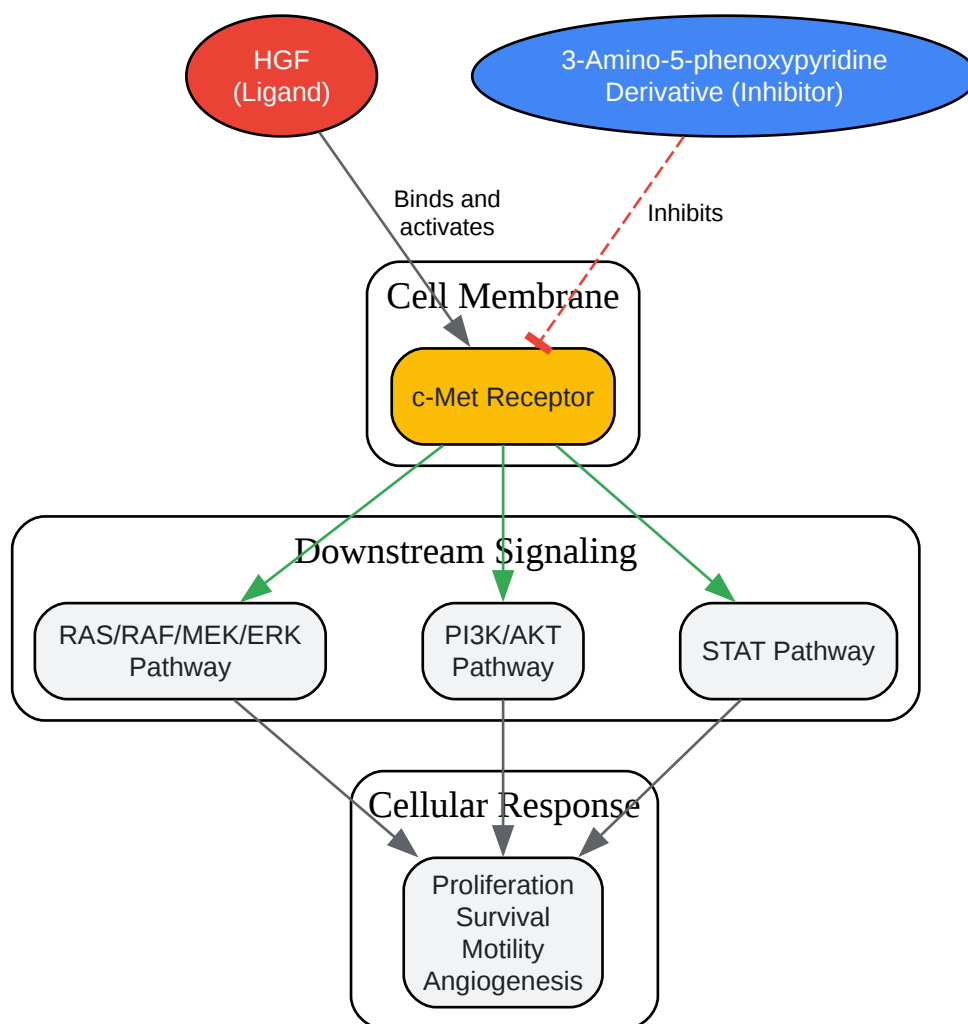 HGF
(Ligand)
3-Amino-5-phenoxypyridine
Derivative (Inhibitor)
Binds and
activates
Inhibits
Cell Membrane
c-Met Receptor
Downstream Signaling
RAS/RAF/MEK/ERK
Pathway
PI3K/AKT
Pathway
STAT Pathway
Cellular Response
Proliferation
Survival
Motility
Angiogenesis